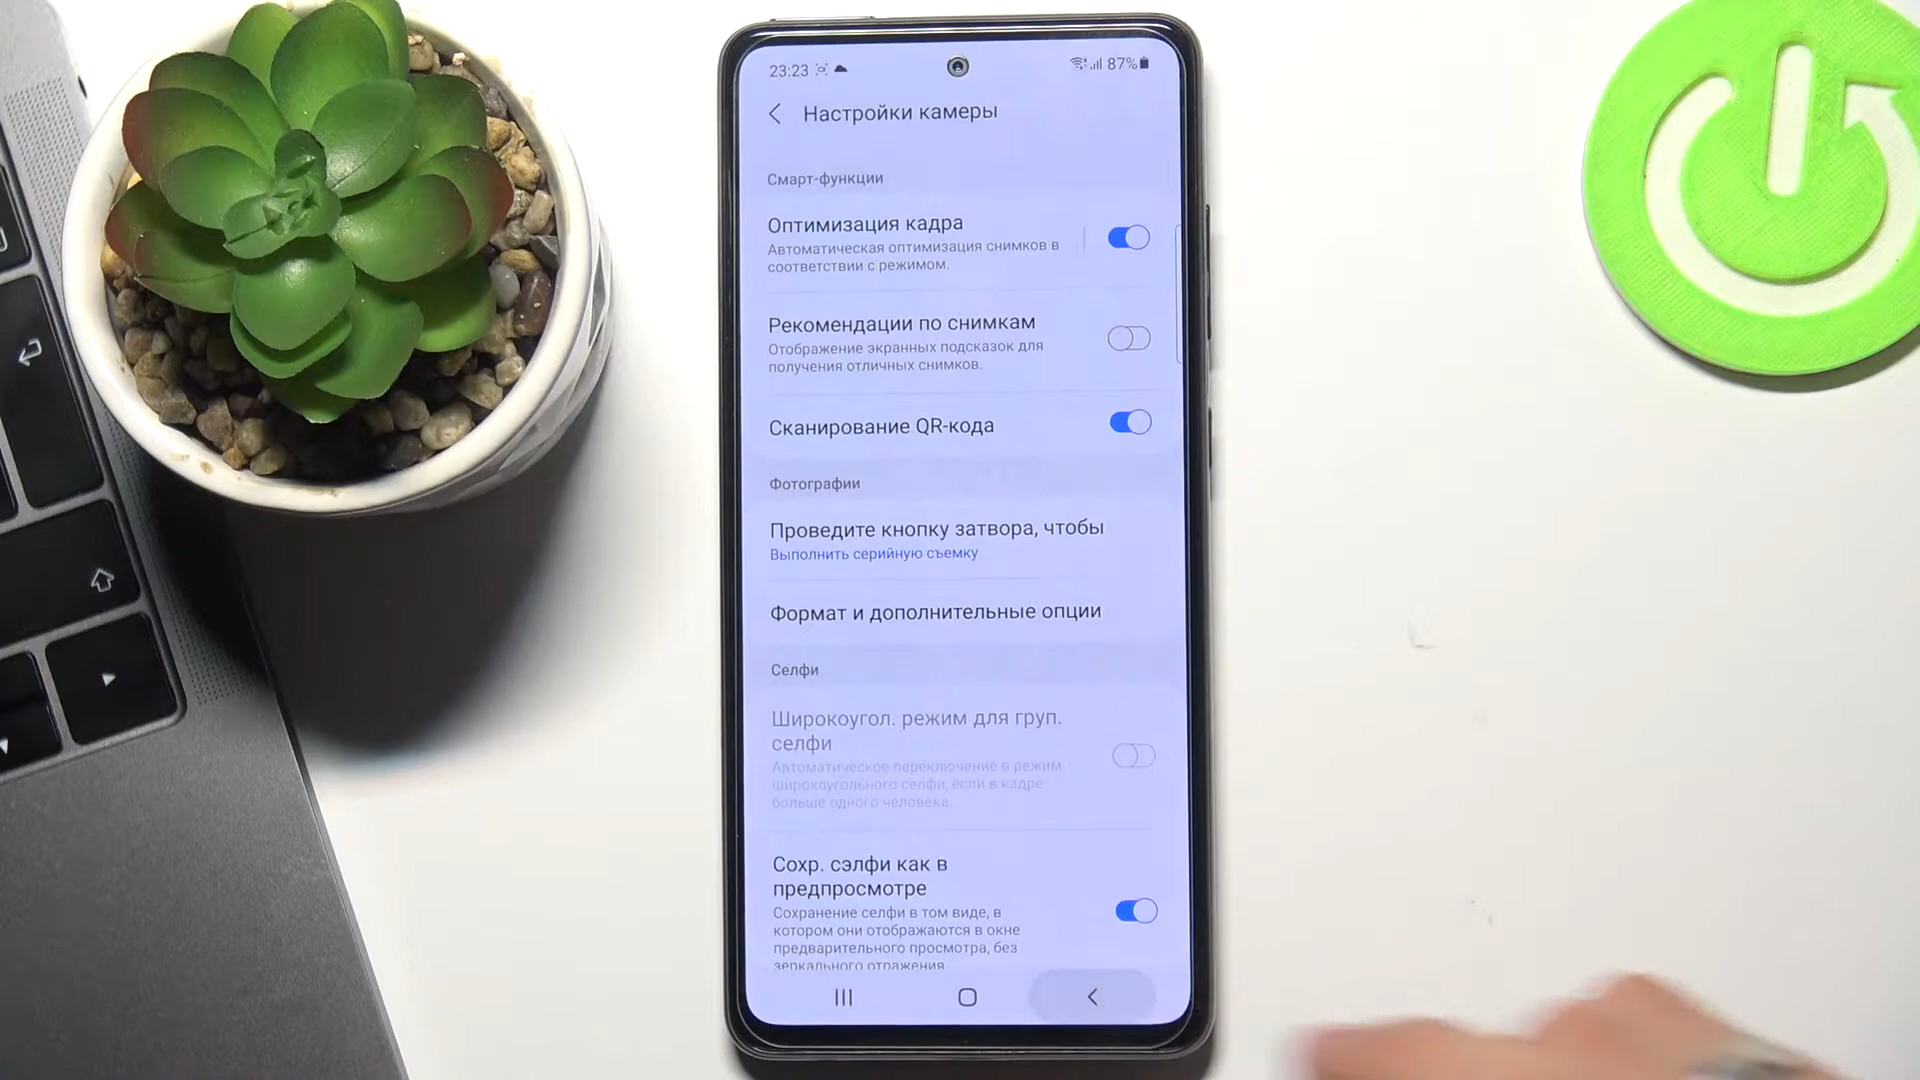 23:23
87%
Настройки камеры
Смарт-функции
Оптимизация кадра
Автоматическая оптимизация снимков в
соответствии с режимом.
Рекомендации по снимкам
Отображение экранных подсказок для
получения отличных снимков.
Сканирование QR-кода
Фотографии
Проведите кнопку затвора, чтобы
Выполнить серийную съемку
Формат и дополнительные опции
Селфи
Широкоугол. режим для груп.
селфи
Автоматическое переключение в режим
широкоугольного селфи, если в кадре
больше одного человека.
Сохр. сэлфи как в
предпросмотре
Сохранение селфи в том виде, в
котором они отображаются в окне
предварительного просмотра, без
зеркального отражения